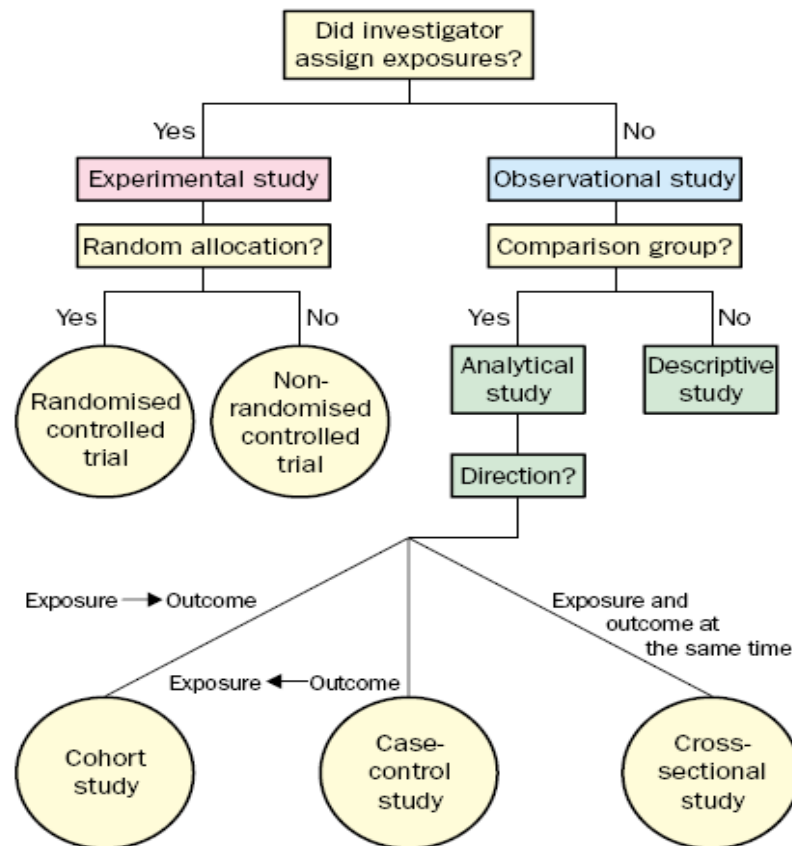 Did investigator
assign exposures?
Yes
No
Experimental study
Observational study
Random allocation?
Comparison group?
Yes
No
Yes
No
Randomised
controlled
trial
Non-
randomised
controlled
trial
Analytical
study
Descriptive
study
Direction?
Exposure → Outcome
Exposure and
outcome at
the same time
Exposure ← Outcome
Cohort
study
Case-
control
study
Cross-
sectional
study